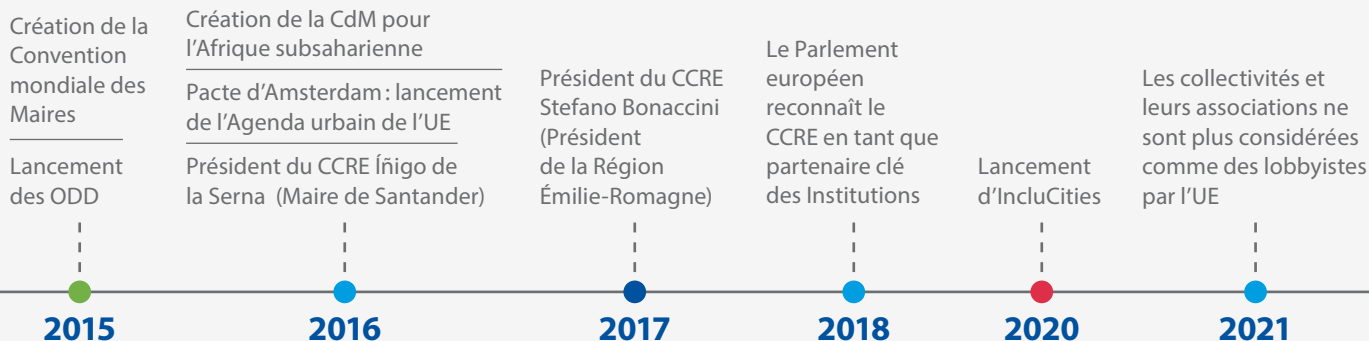 Création de la
Convention
mondiale des
Maires
Lancement
des ODD
2015
Création de la CdM pour
l’Afrique subsaharienne
Pacte d’Amsterdam : lancement
de l’Agenda urbain de l’UE
Président du CCRE Íñigo de
la Serna (Maire de Santander)
2016
Président du CCRE
Stefano Bonaccini
(Président
de la Région
Émilie-Romagne)
2017
Le Parlement
européen
reconnaît le
CCRE en tant que
partenaire clé
des Institutions
2018
Lancement
d’IncluCities
2020
Les collectivités et
leurs associations ne
sont plus considérées
comme des lobbyistes
par l’UE
2021